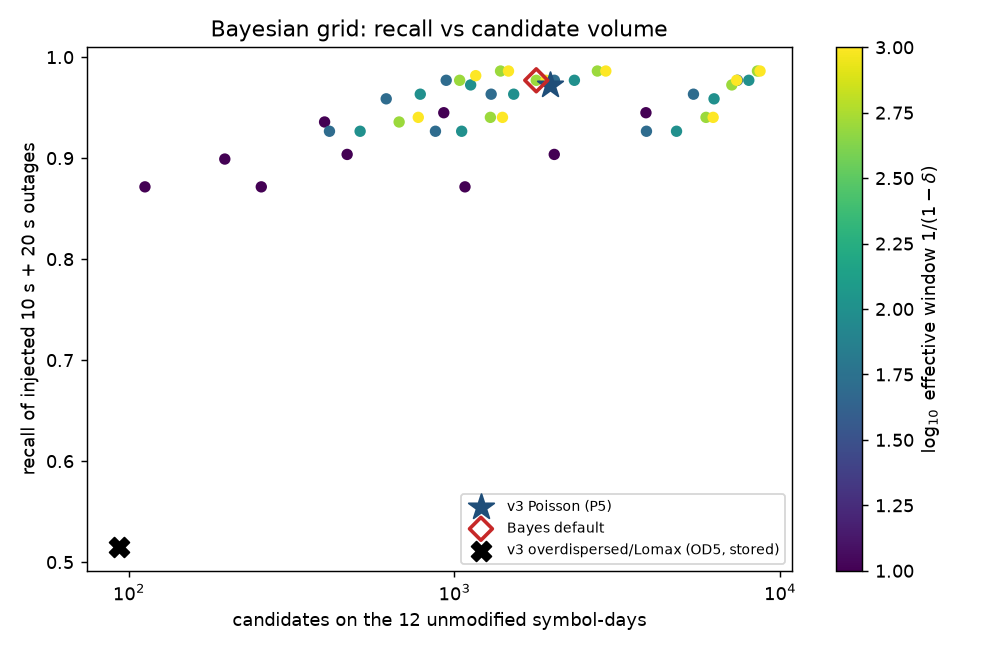 Bayesian grid: recall vs candidate volume
recall of injected 10 s + 20 s outages
1.0
0.9
0.8
0.7
0.6
0.5
10²
10³
10⁴
candidates on the 12 unmodified symbol-days
v3 Poisson (P5)
Bayes default
v3 overdispersed/Lomax (OD5, stored)
3.00
2.75
2.50
2.25
2.00
1.75
1.50
1.25
1.00
log₁₀ effective window 1/(1 − δ)